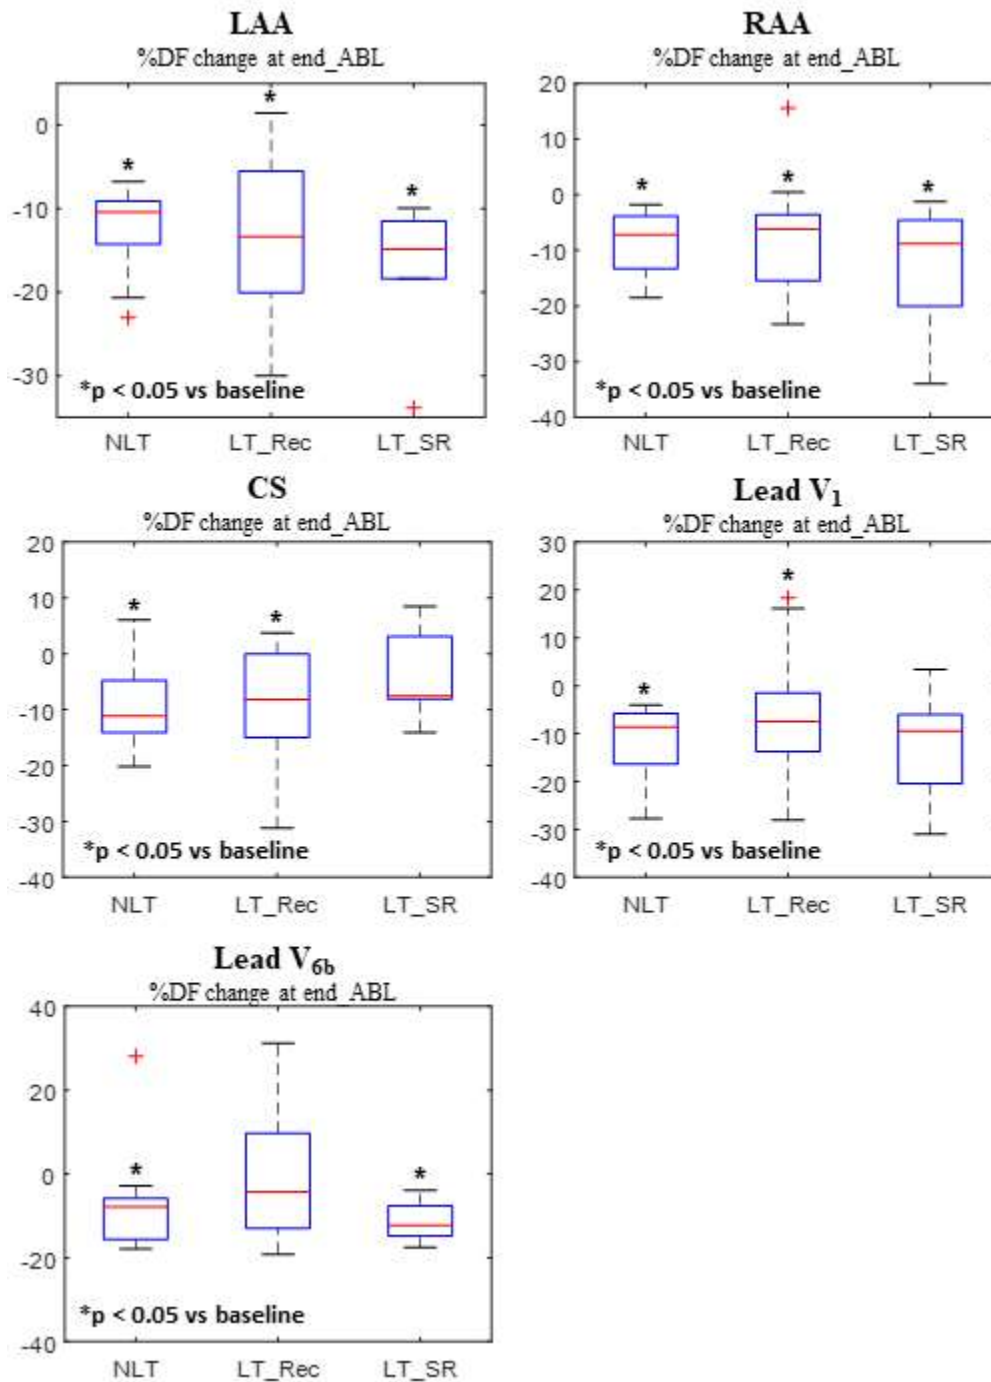 LAA
%DF change at end_ABL
*
*
*
0
-10
-20
-30
*p < 0.05 vs baseline
NLT LT_Rec LT_SR
RAA
%DF change at end_ABL
20
10
0
-10
-20
-30
-40
*
*
*
*p < 0.05 vs baseline
NLT LT_Rec LT_SR
CS
%DF change at end_ABL
20
10
0
-10
-20
-30
-40
*
*
*p < 0.05 vs baseline
NLT LT_Rec LT_SR
Lead V1
%DF change at end_ABL
30
20
10
0
-10
-20
-30
-40
*
*
*p < 0.05 vs baseline
NLT LT_Rec LT_SR
Lead V6b
%DF change at end_ABL
40
20
0
-20
-40
*
*
*p < 0.05 vs baseline
NLT LT_Rec LT_SR